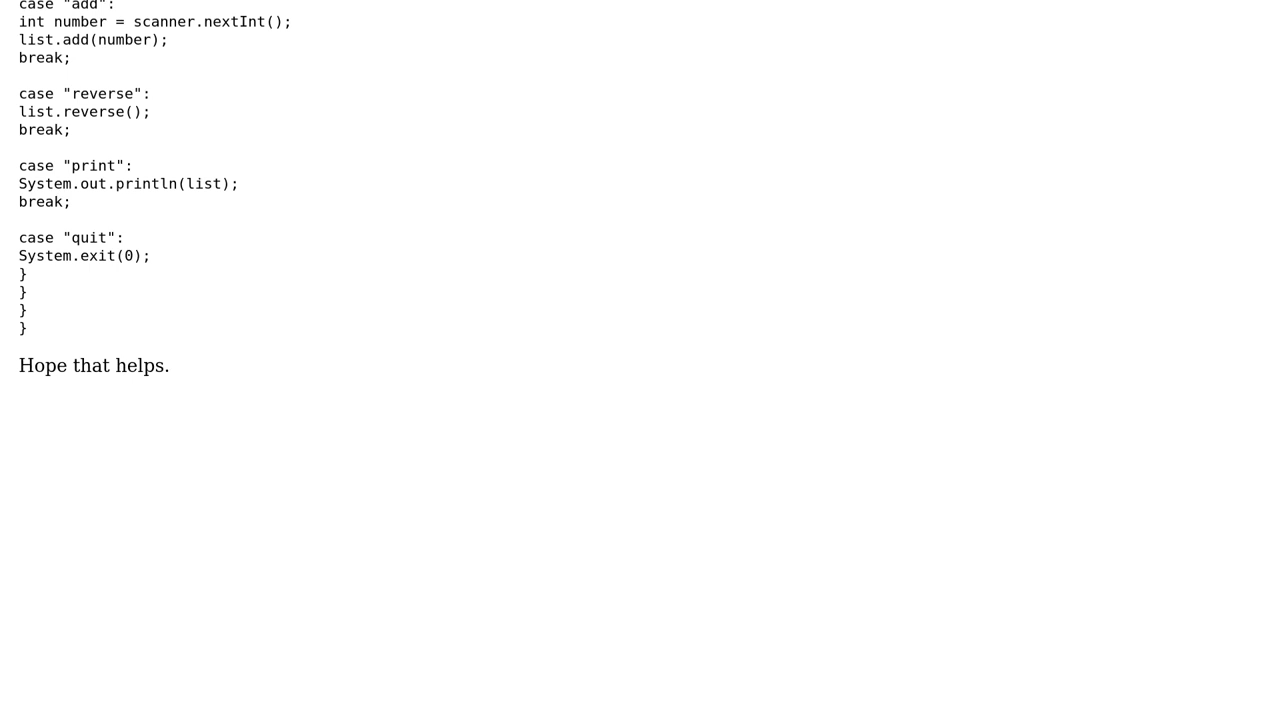 case "add":
int number = scanner.nextInt();
list.add(number);
break;

case "reverse":
list.reverse();
break;

case "print":
System.out.println(list);
break;

case "quit":
System.exit(0);
}
}
}
}

Hope that helps.